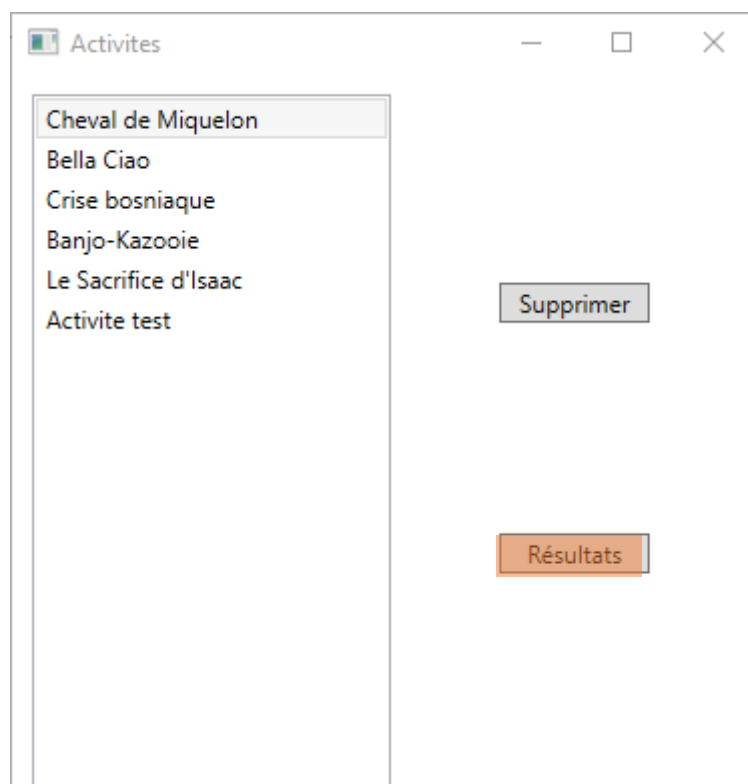 Activites
Cheval de Miquelon
Bella Ciao
Crise bosniaque
Banjo-Kazooie
Le Sacrifice d'Isaac
Activite test
Supprimer
Résultats